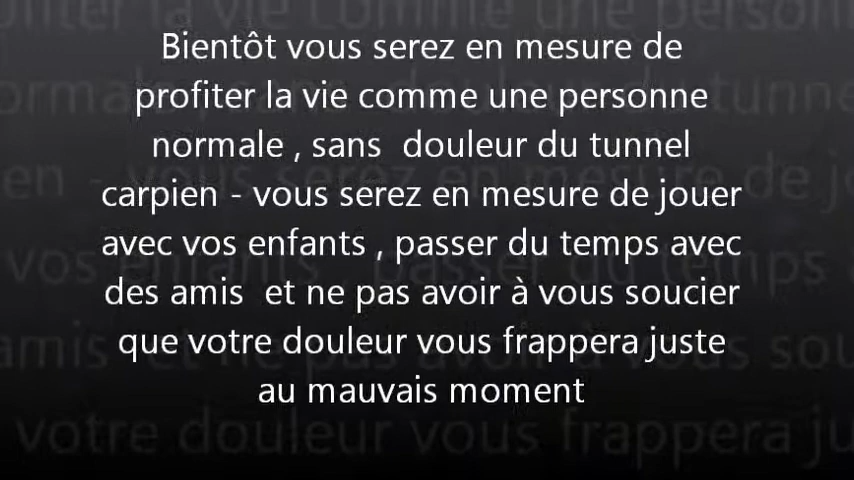 Bientôt vous serez en mesure de
profiter la vie comme une personne
normale , sans  douleur du tunnel
carpien - vous serez en mesure de jouer
avec vos enfants , passer du temps avec
des amis  et ne pas avoir à vous soucier
que votre douleur vous frappera juste
au mauvais moment